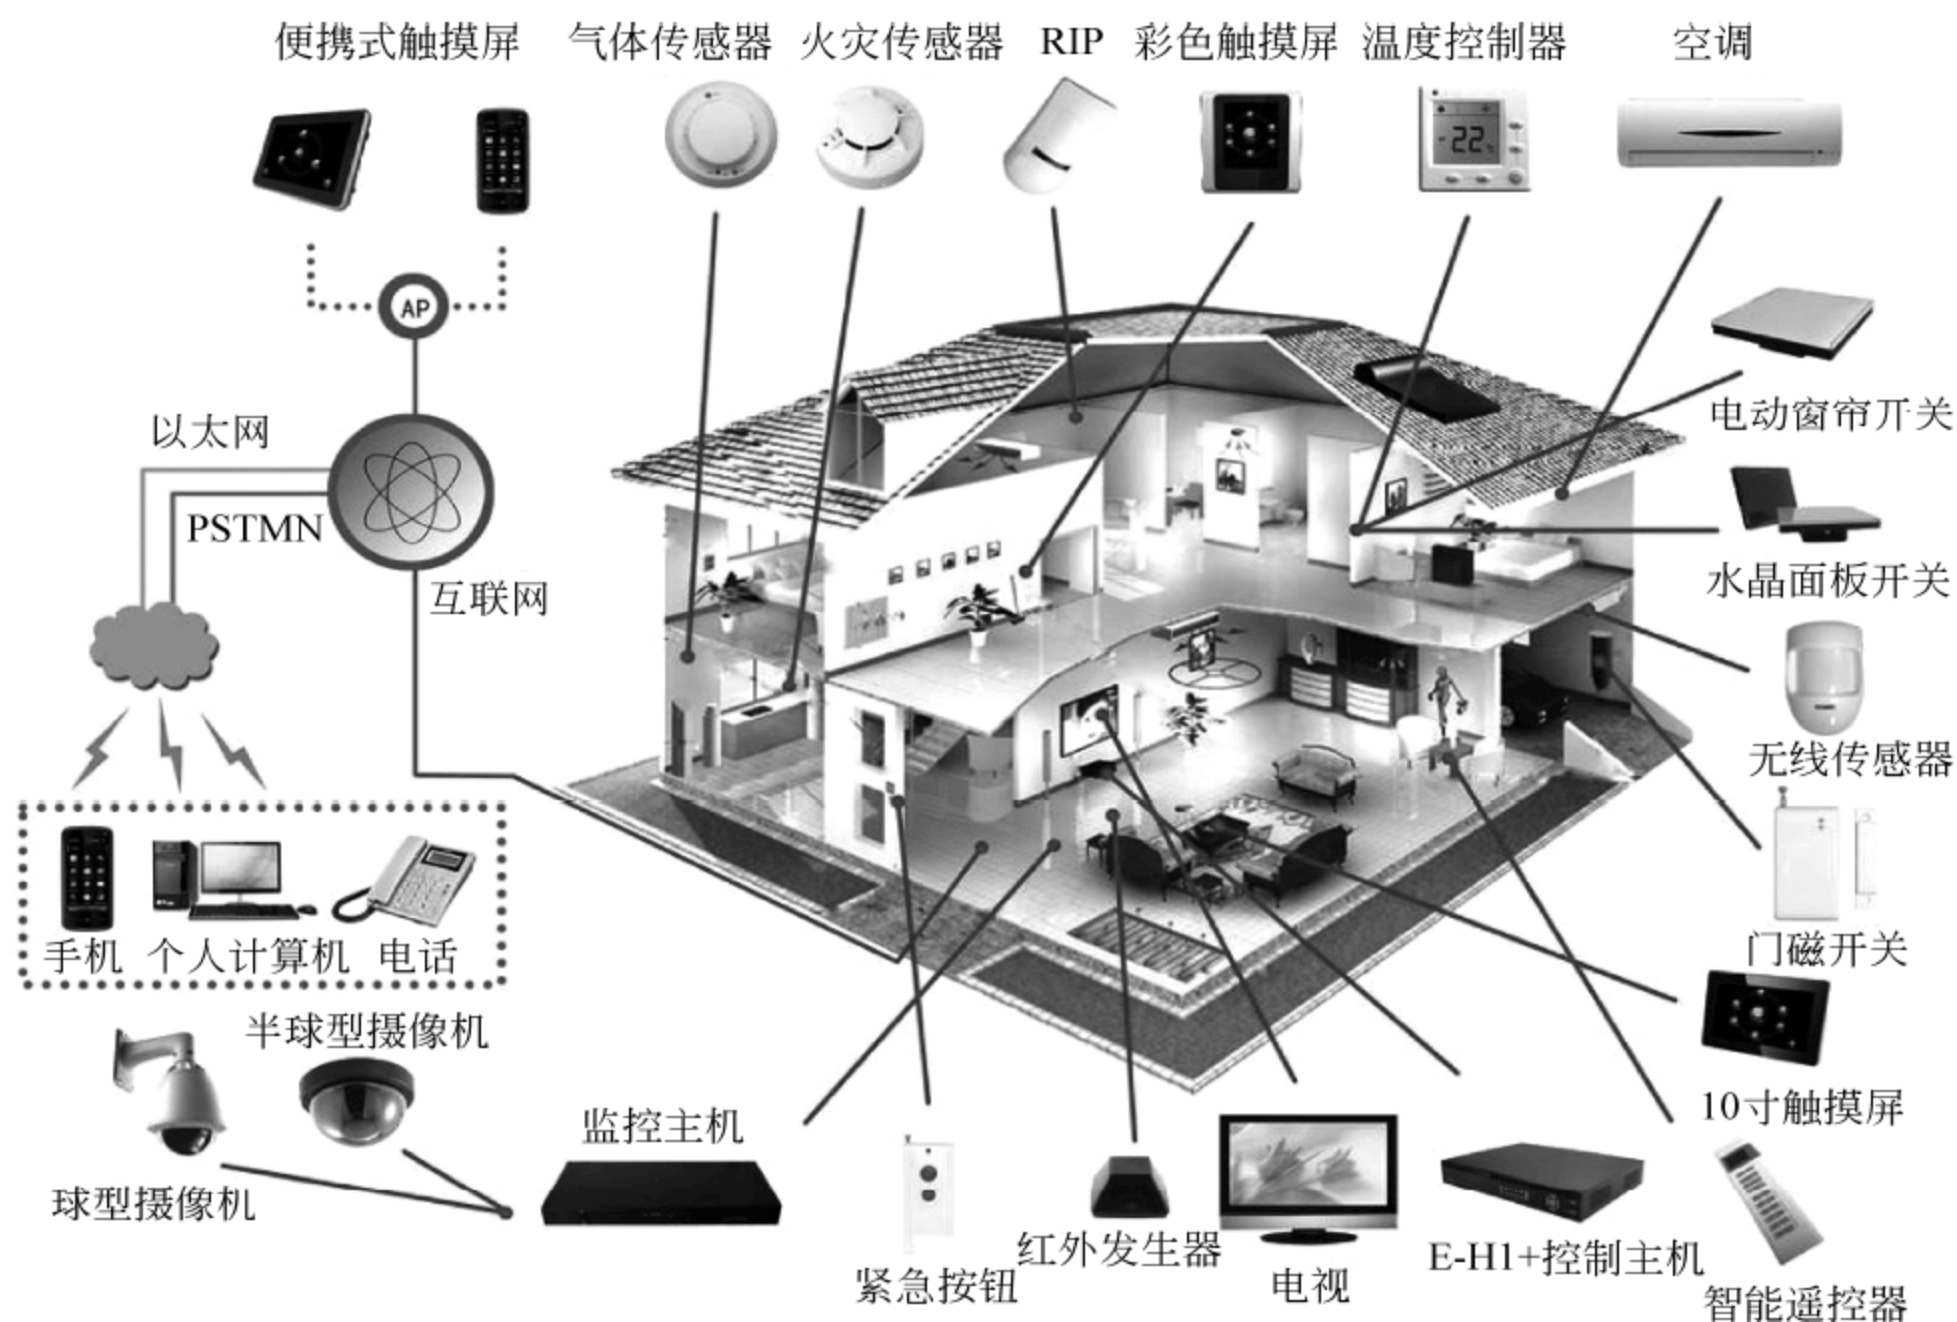 便携式触摸屏
气体传感器
火灾传感器
RIP
彩色触摸屏
温度控制器
空调
22
AP
以太网
PSTMN
互联网
电动窗帘开关
水晶面板开关
无线传感器
门磁开关
10寸触摸屏
智能遥控器
手机
个人计算机
电话
半球型摄像机
球型摄像机
监控主机
紧急按钮
红外发生器
电视
E-H1+控制主机